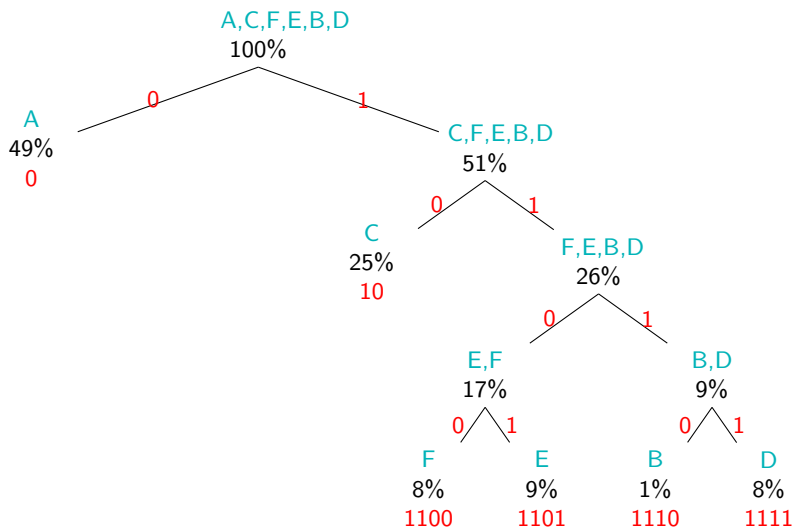 A,C,F,E,B,D
100%
0 1
A
49%
0
C,F,E,B,D
51%
0 1
C
25%
10
F,E,B,D
26%
0 1
E,F
17%
B,D
9%
0 1
0 1
F
8%
1100
E
9%
1101
B
1%
1110
D
8%
1111